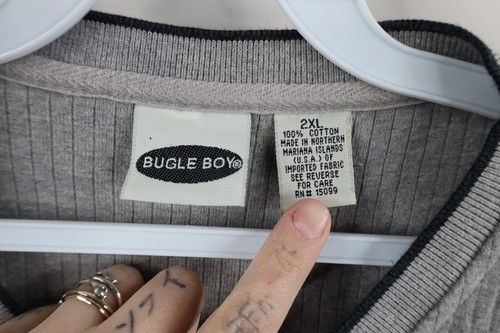 BUGLE BOY®
2XL
100% COTTON
MADE IN NORTHERN
MARIANA ISLANDS
(U.S.A.) OF
IMPORTED FABRIC
SEE REVERSE
FOR CARE
RN# 15099